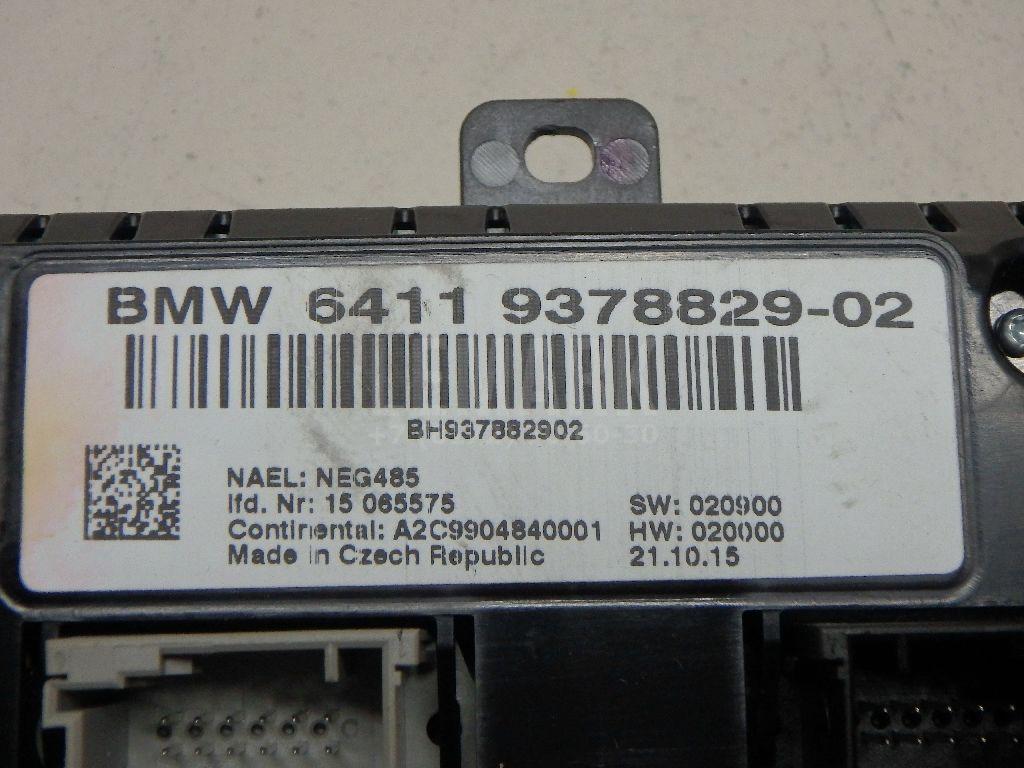 BMW 6411 9378829-02
BH937882902
NAEL: NEG485
lfd. Nr: 15 065575
SW: 020900
Continental: A2C9904840001
HW: 020000
Made in Czech Republic
21.10.15